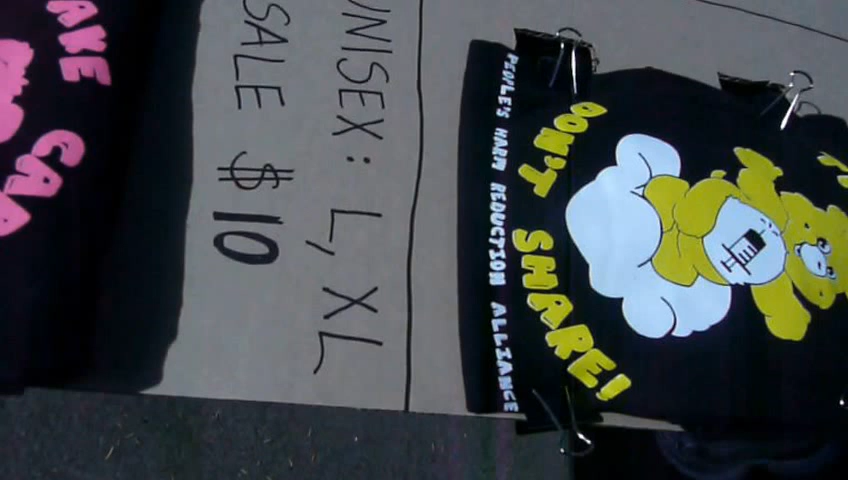 DON'T SHARE!
PEOPLE'S HARM REDUCTION ALLIANCE
UNISEX: L, XL
SALE $10